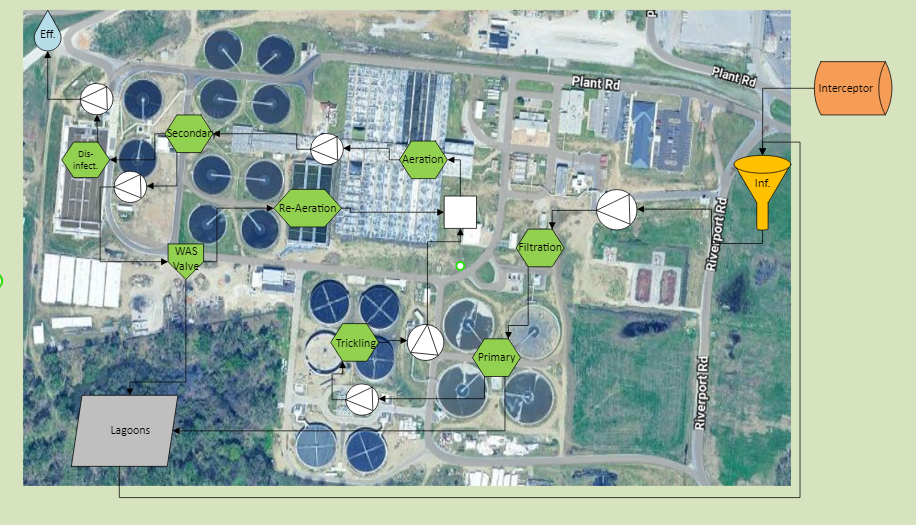 Eff.
Plant Rd
Plant Rd
Interceptor
Secondary
Dis-
infect.
Aeration
Inf.
Re-Aeration
Riverport Rd
WAS
Valve
Filtration
Trickling
Primary
Riverport Rd
Lagoons